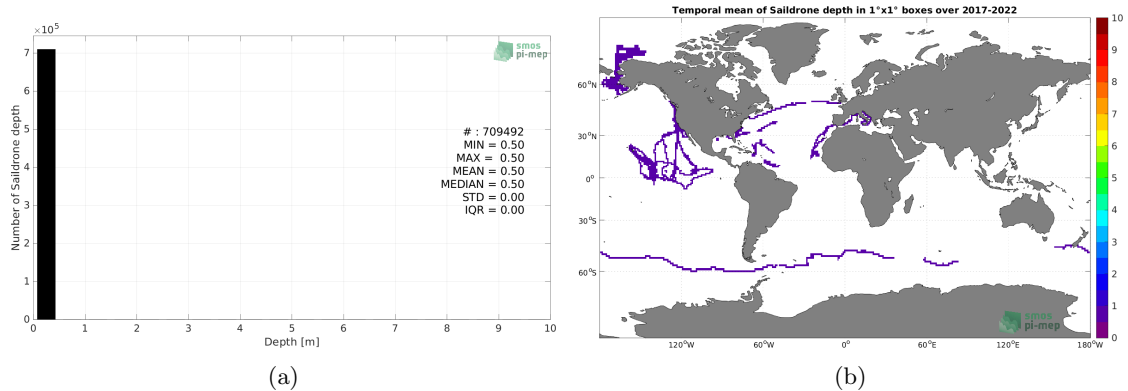 ×10⁵
7
6
5
4
3
2
1
0
Number of Saildrone depth
0 1 2 3 4 5 6 7 8 9 10
Depth [m]
smos
pi-mep
# : 709492
MIN = 0.50
MAX = 0.50
MEAN = 0.50
MEDIAN = 0.50
STD = 0.00
IQR = 0.00
(a)
Temporal mean of Saildrone depth in 1°x1° boxes over 2017-2022
60°N
30°N
0°
30°S
60°S
120°W 60°W 0° 60°E 120°E 180°W
smos
pi-mep
10
9
8
7
6
5
4
3
2
1
0
(b)